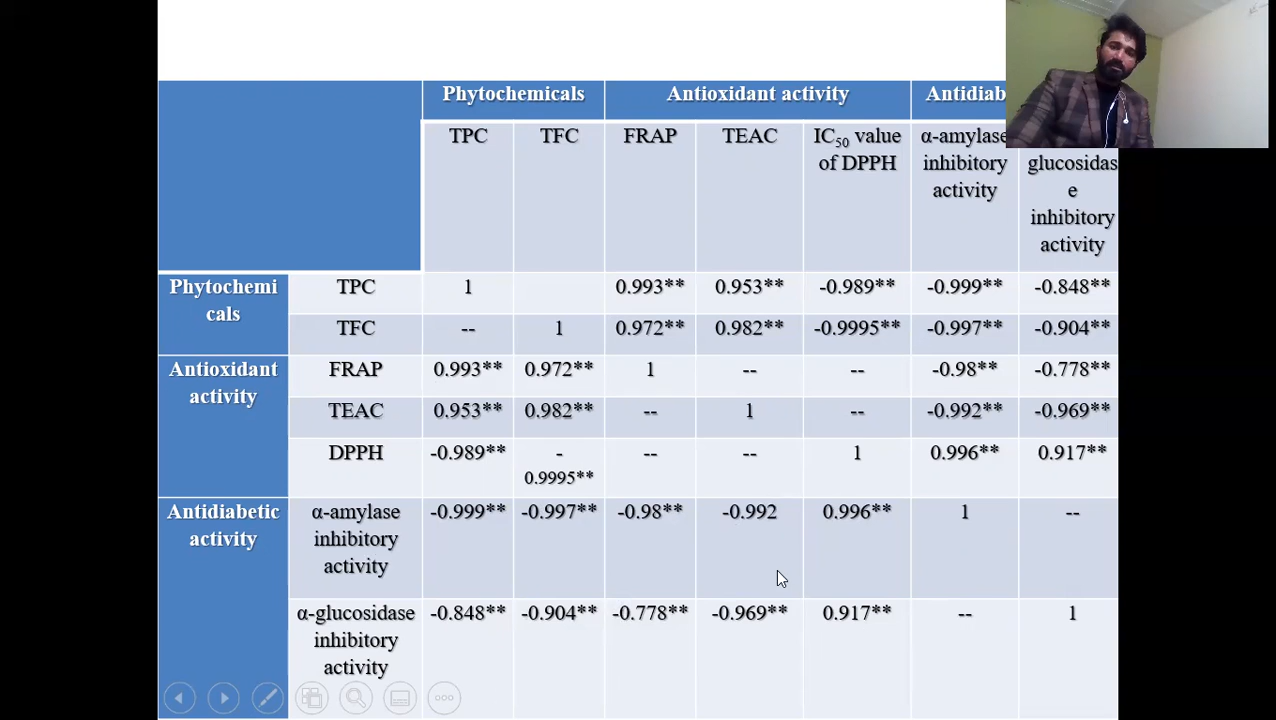 Phytochemicals Antioxidant activity
TPC TFC FRAP TEAC IC50 value of DPPH α-amylase inhibitory activity glucosidas e inhibitory activity
Phytochemi cals TPC 1 0.993** 0.953** -0.989** -0.999** -0.848**
TFC -- 1 0.972** 0.982** -0.9995** -0.997** -0.904**
Antioxidant activity FRAP 0.993** 0.972** 1 -- -- -0.98** -0.778**
TEAC 0.953** 0.982** -- 1 -- -0.992** -0.969**
DPPH -0.989** -0.9995** -- -- 1 0.996** 0.917**
Antidiabetic activity α-amylase inhibitory activity -0.999** -0.997** -0.98** -0.992 0.996** 1 --
α-glucosidase inhibitory activity -0.848** -0.904** -0.778** -0.969** 0.917** -- 1